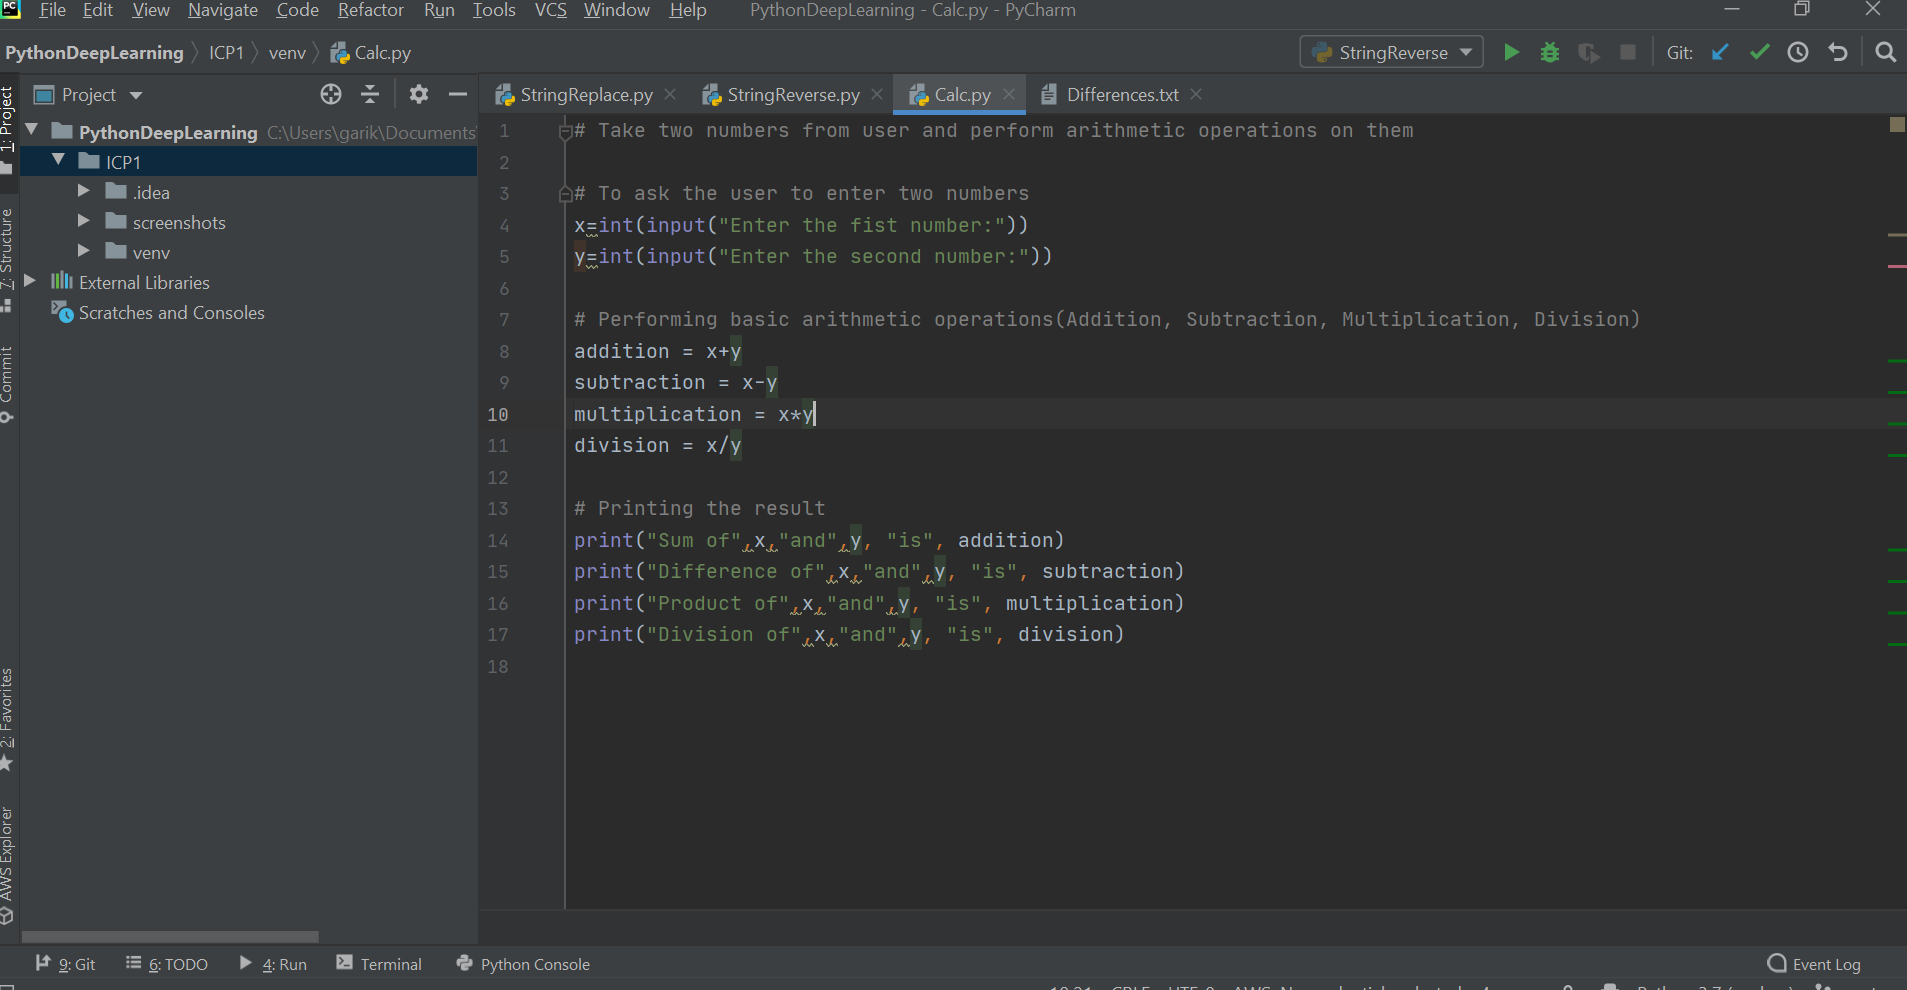 PC File Edit View Navigate Code Refactor Run Tools VCS Window Help PythonDeepLearning - Calc.py - PyCharm
PythonDeepLearning ICP1 venv Calc.py StringReverse Git:
1: Project
7: Structure
Commit
2: Favorites
AWS Explorer
Project
PythonDeepLearning C:\Users\garik\Documents\
ICP1
.idea
screenshots
venv
External Libraries
Scratches and Consoles
StringReplace.py StringReverse.py Calc.py Differences.txt
1 # Take two numbers from user and perform arithmetic operations on them
2
3 # To ask the user to enter two numbers
4 x=int(input("Enter the fist number:"))
5 y=int(input("Enter the second number:"))
6
7 # Performing basic arithmetic operations(Addition, Subtraction, Multiplication, Division)
8 addition = x+y
9 subtraction = x-y
10 multiplication = x*y
11 division = x/y
12
13 # Printing the result
14 print("Sum of",x,"and",y, "is", addition)
15 print("Difference of",x,"and",y, "is", subtraction)
16 print("Product of",x,"and",y, "is", multiplication)
17 print("Division of",x,"and",y, "is", division)
18
9: Git 6: TODO 4: Run Terminal Python Console Event Log